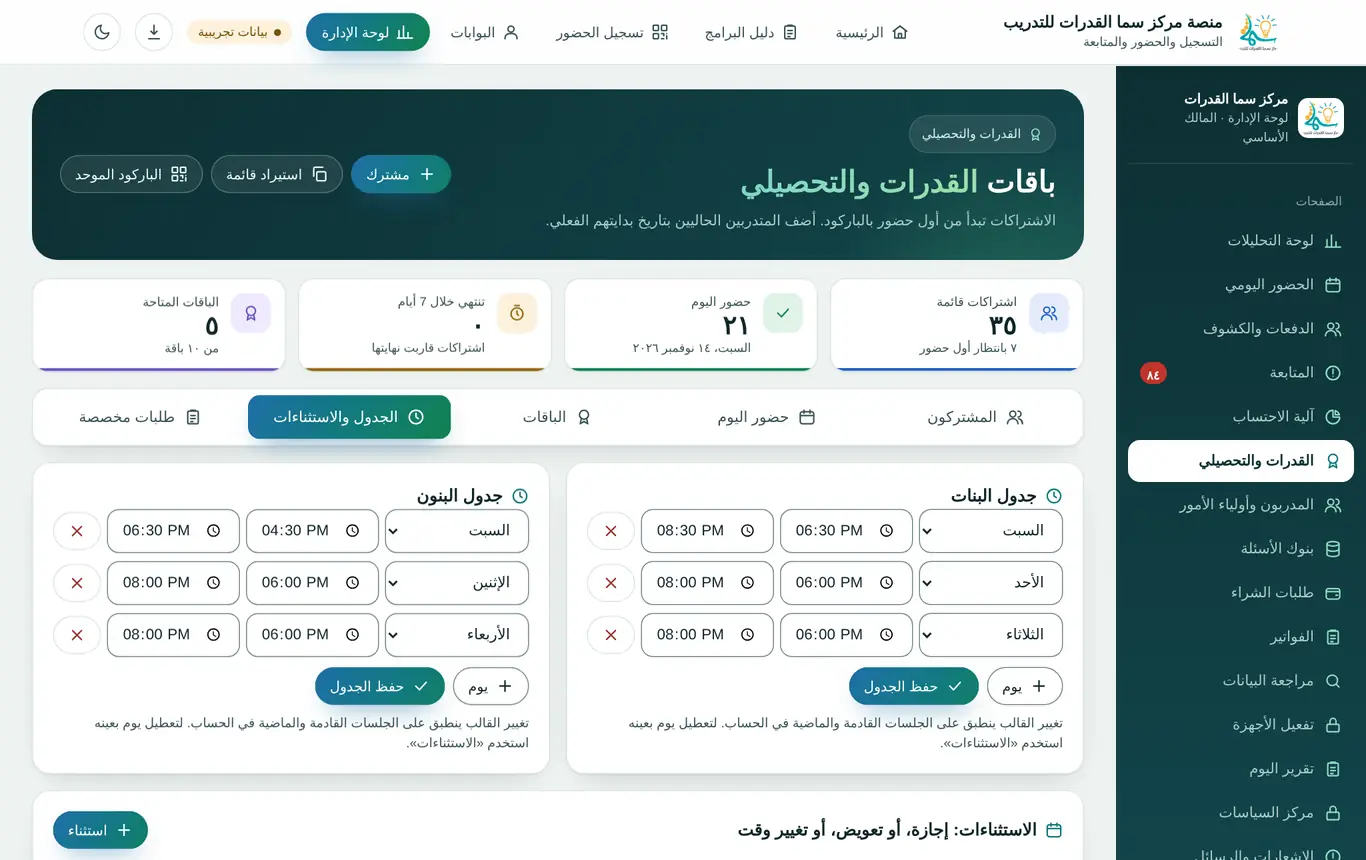 منصة مركز سما القدرات للتدريب
التسجيل والحضور والمتابعة
الرئيسية
دليل البرامج
تسجيل الحضور
البوابات
لوحة الإدارة
بيانات تجريبية
مركز سما القدرات
لوحة الإدارة · المالك
الأساسي
الصفحات
لوحة التحليلات
الحضور اليومي
الدفعات والكشوف
المتابعة
٨٤
آلية الاحتساب
القدرات والتحصيلي
المدربون وأولياء الأمور
بنوك الأسئلة
طلبات الشراء
الفواتير
مراجعة البيانات
تفعيل الأجهزة
تقرير اليوم
مركز السياسات
الإشعارات والرسائل
القدرات والتحصيلي
باقات القدرات والتحصيلي
الاشتراكات تبدأ من أول حضور بالباركود. أضف المتدربين الحاليين بتاريخ بدايتهم الفعلي.
مشترك
استيراد قائمة
الباركود الموحد
اشتراكات قائمة
٣٥
٧ بانتظار أول حضور
حضور اليوم
٢١
السبت، ١٤ نوفمبر ٢٠٢٦
تنتهي خلال 7 أيام
٠
اشتراكات قاربت نهايتها
الباقات المتاحة
٥
من ١٠ باقة
المشتركون
حضور اليوم
الباقات
الجدول والاستثناءات
طلبات مخصصة
جدول البنات
السبت 06:30 PM 08:30 PM
الأحد 06:00 PM 08:00 PM
الثلاثاء 06:00 PM 08:00 PM
يوم
حفظ الجدول
تغيير القالب ينطبق على الجلسات القادمة والماضية في الحساب. لتعطيل يوم بعينه
استخدم «الاستثناءات».
جدول البنون
السبت 04:30 PM 06:30 PM
الإثنين 06:00 PM 08:00 PM
الأربعاء 06:00 PM 08:00 PM
يوم
حفظ الجدول
تغيير القالب ينطبق على الجلسات القادمة والماضية في الحساب. لتعطيل يوم بعينه
استخدم «الاستثناءات».
الاستثناءات: إجازة، أو تعويض، أو تغيير وقت
استثناء